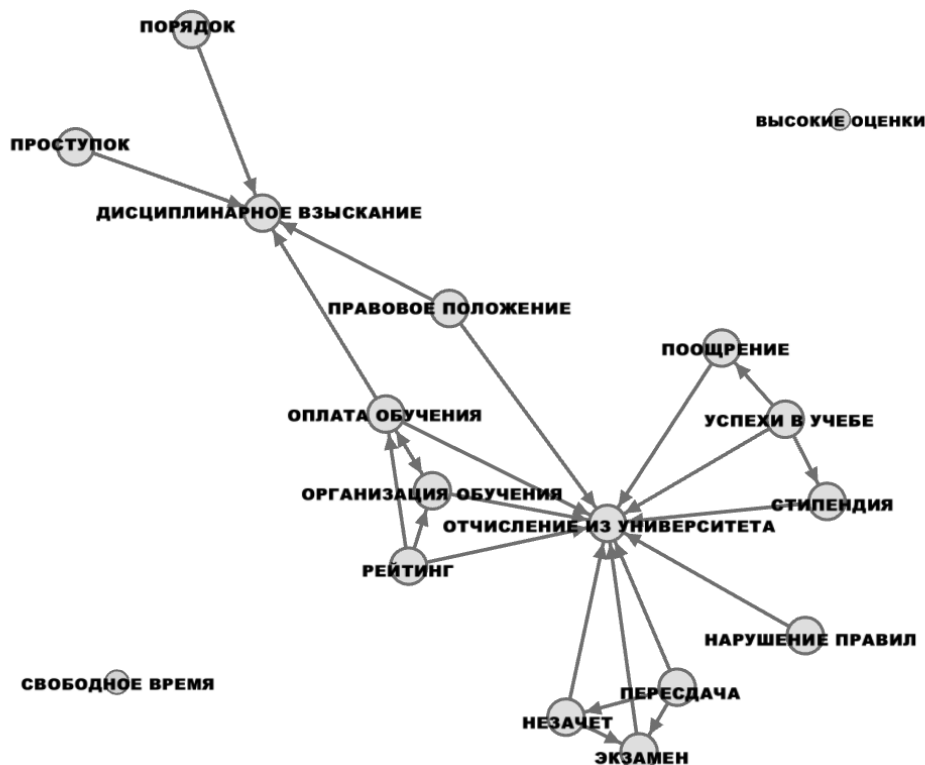 ПОРЯДОК
ВЫСОКИЕ ОЦЕНКИ
ПРОСТУПОК
ДИСЦИПЛИНАРНОЕ ВЗЫСКАНИЕ
ПРАВОВОЕ ПОЛОЖЕНИЕ
ПООЩРЕНИЕ
ОПЛАТА ОБУЧЕНИЯ
УСПЕХИ В УЧЕБЕ
ОРГАНИЗАЦИЯ ОБУЧЕНИЯ
СТИПЕНДИЯ
ОТЧИСЛЕНИЕ ИЗ УНИВЕРСИТЕТА
РЕЙТИНГ
НАРУШЕНИЕ ПРАВИЛ
СВОБОДНОЕ ВРЕМЯ
ПЕРЕСДАЧА
НЕЗАЧЕТ
ЭКЗАМЕН